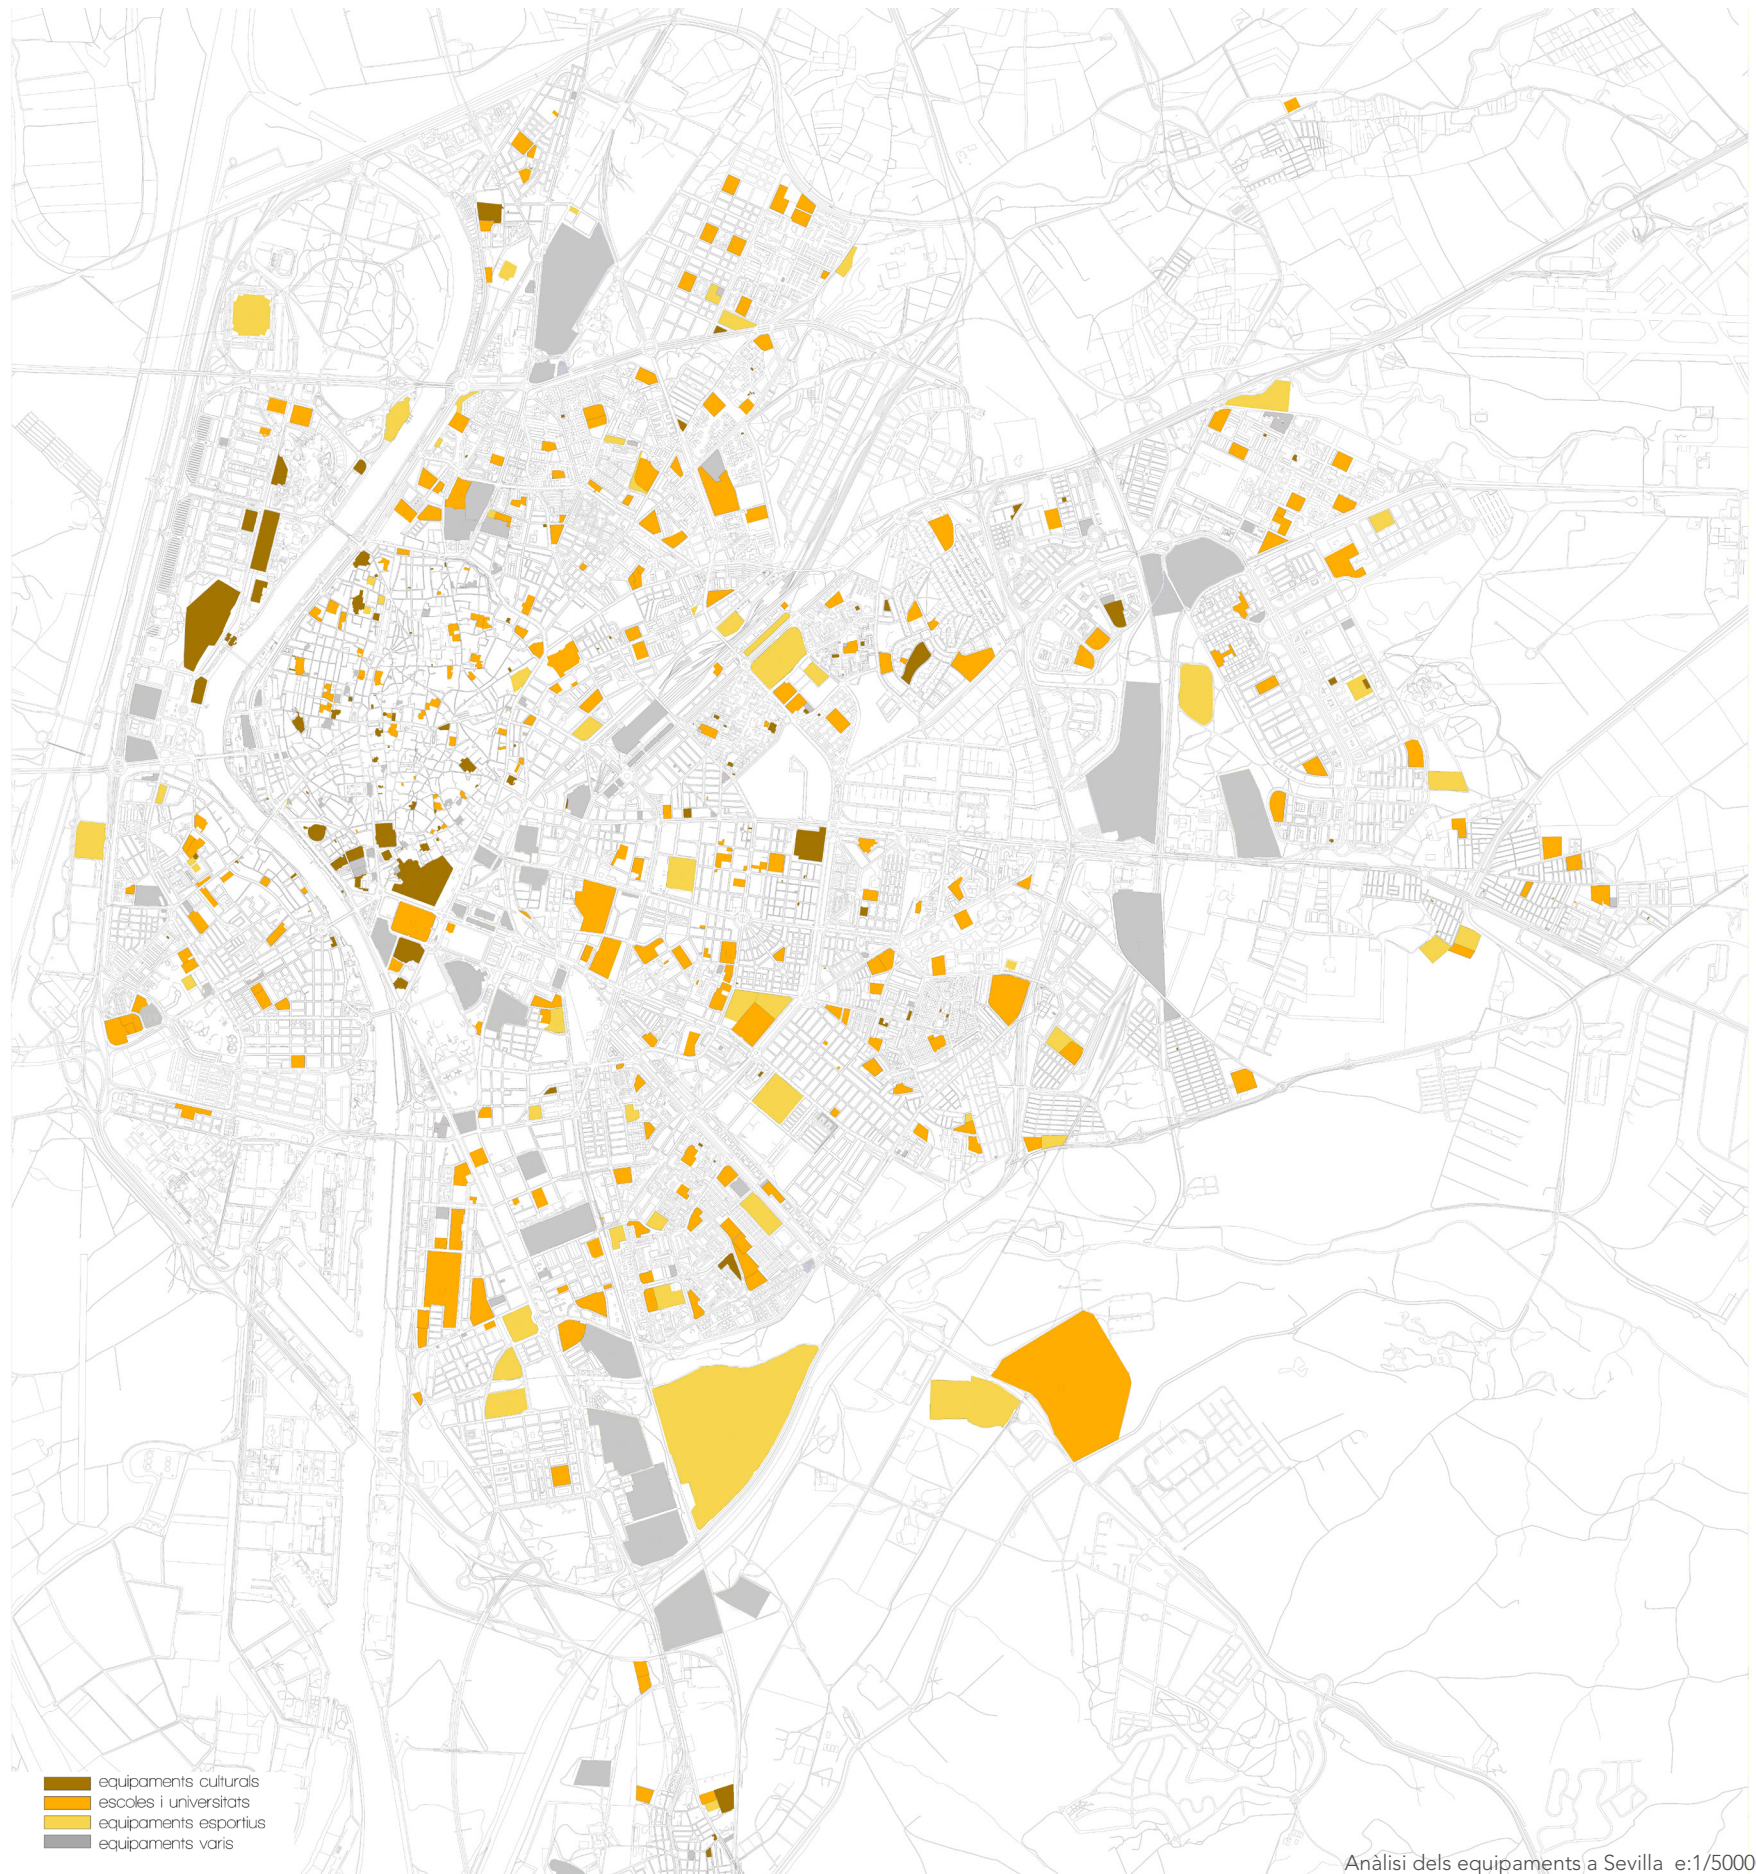 equipaments culturals
escoles i universitats
equipaments esportius
equipaments varis
Anàlisi dels equipaments a Sevilla e:1/5000